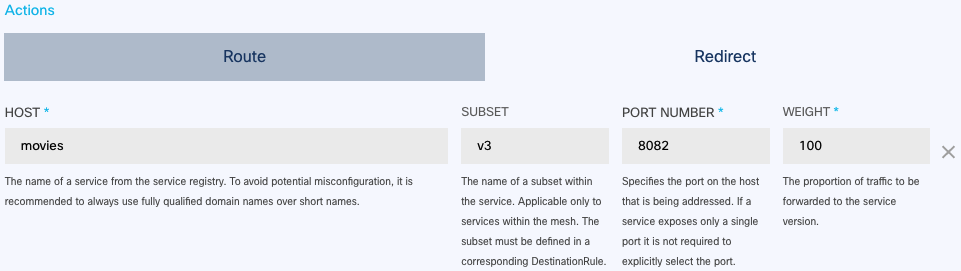 Actions
Route
Redirect
HOST *
SUBSET
PORT NUMBER *
WEIGHT *
movies
v3
8082
100
The name of a service from the service registry. To avoid potential misconfiguration, it is
recommended to always use fully qualified domain names over short names.
The name of a subset within
the service. Applicable only to
services within the mesh. The
subset must be defined in a
corresponding DestinationRule.
Specifies the port on the host
that is being addressed. If a
service exposes only a single
port it is not required to
explicitly select the port.
The proportion of traffic to be
forwarded to the service
version.